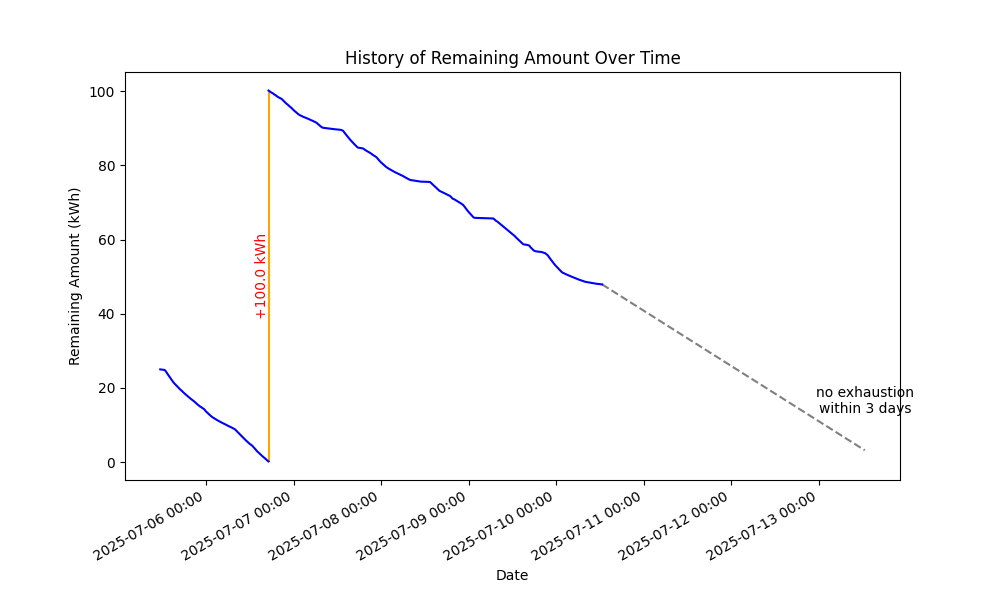 History of Remaining Amount Over Time
Remaining Amount (kWh)
100
80
60
40
20
0
+100.0 kWh
no exhaustion
within 3 days
2025-07-06 00:00
2025-07-07 00:00
2025-07-08 00:00
2025-07-09 00:00
2025-07-10 00:00
2025-07-11 00:00
2025-07-12 00:00
2025-07-13 00:00
Date